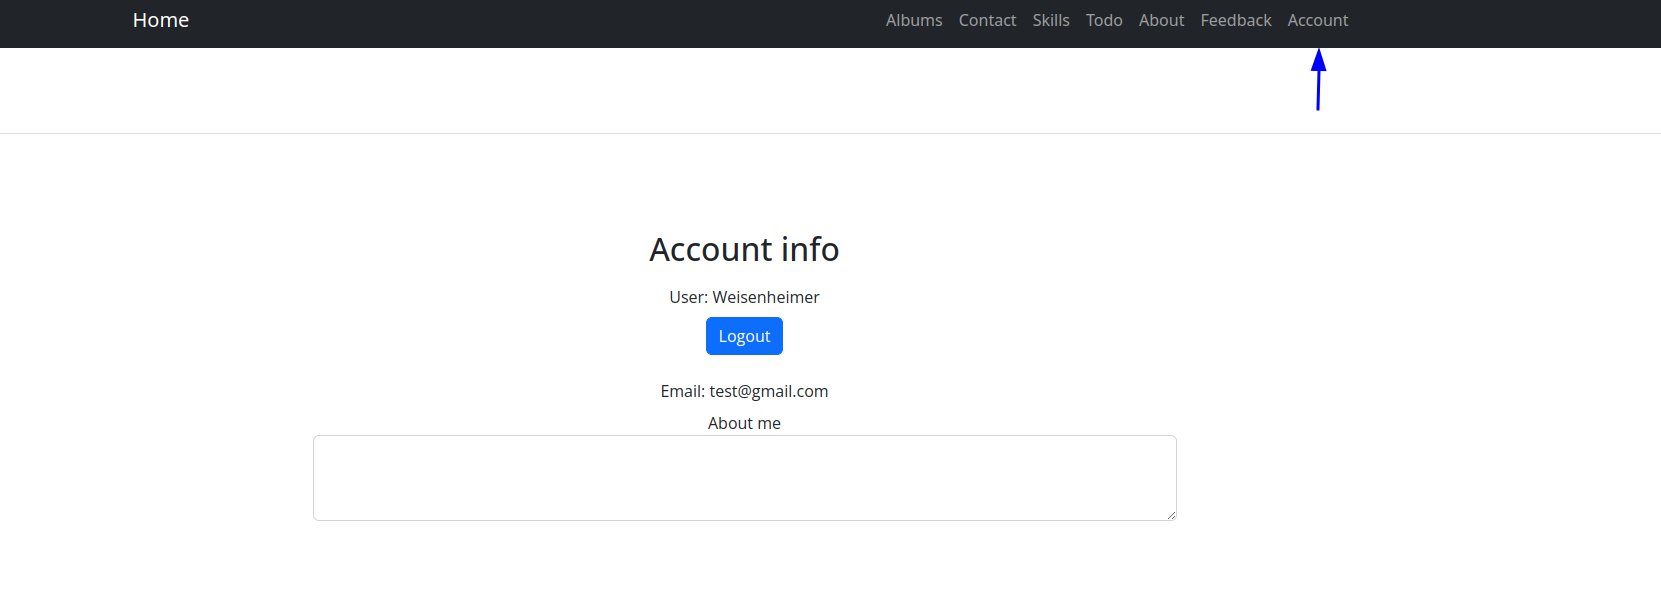 Home Albums Contact Skills Todo About Feedback Account
Account info
User: Weisenheimer
Logout
Email: test@gmail.com
About me